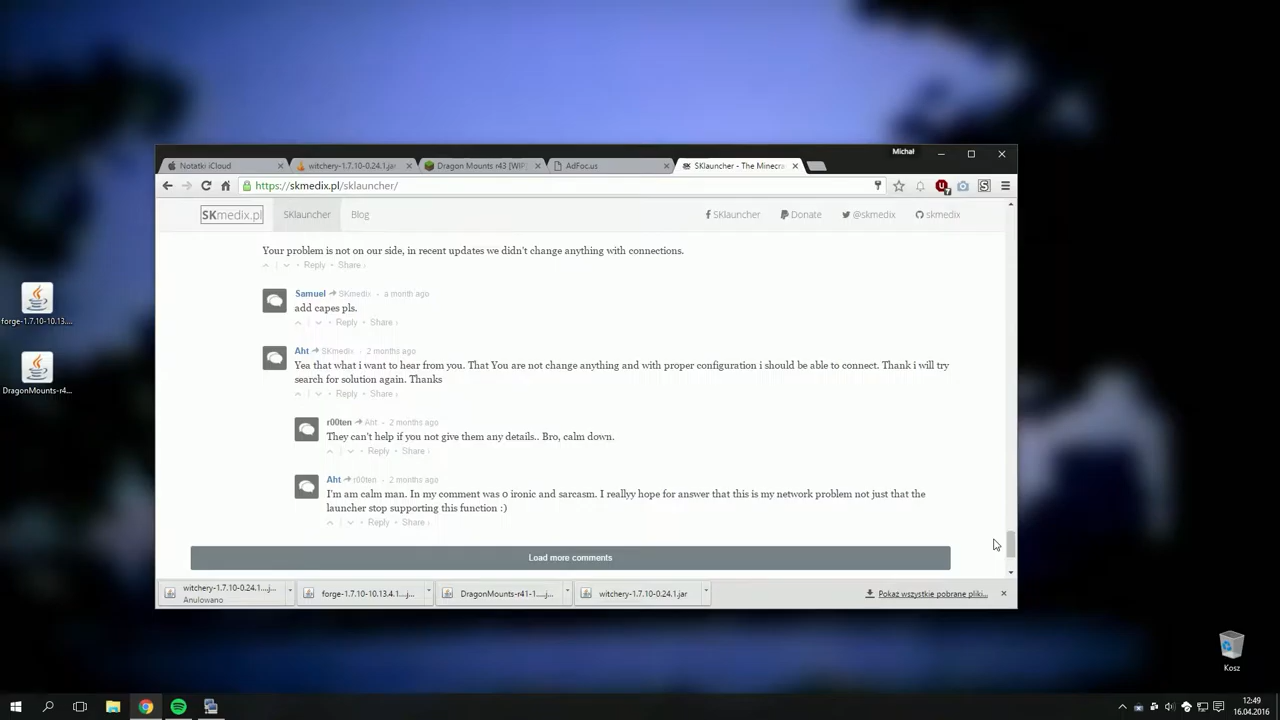 Michał
Notatki iCloud
witchery-1.7.10-0.24.1.jar
Dragon Mounts r43 [WIP]
AdFoc.us
SKlauncher - The Minecra
https://skmedix.pl/sklauncher/
SKmedix.pl
SKlauncher
Blog
SKlauncher
Donate
@skmedix
skmedix
Your problem is not on our side, in recent updates we didn't change anything with connections.
Reply • Share ›
Samuel SKmedix • a month ago
add capes pls.
Reply • Share ›
Aht SKmedix • 2 months ago
Yea that what i want to hear from you. That You are not change anything and with proper configuration i should be able to connect. Thank i will try
search for solution again. Thanks
Reply • Share ›
r00ten Aht • 2 months ago
They can't help if you not give them any details.. Bro, calm down.
Reply • Share ›
Aht r00ten • 2 months ago
I'm am calm man. In my comment was 0 ironic and sarcasm. I reallyy hope for answer that this is my network problem not just that the
launcher stop supporting this function :)
Reply • Share ›
Load more comments
witchery-1.7.10-0.24.1....j...
Anulowano
forge-1.7.10-10.13.4.1....j...
DragonMounts-r41-1.....j...
witchery-1.7.10-0.24.1.jar
Pokaż wszystkie pobrane pliki...
forge-1.7.10-10.13....
DragonMounts-r4...
Kosz
12:49
16.04.2016